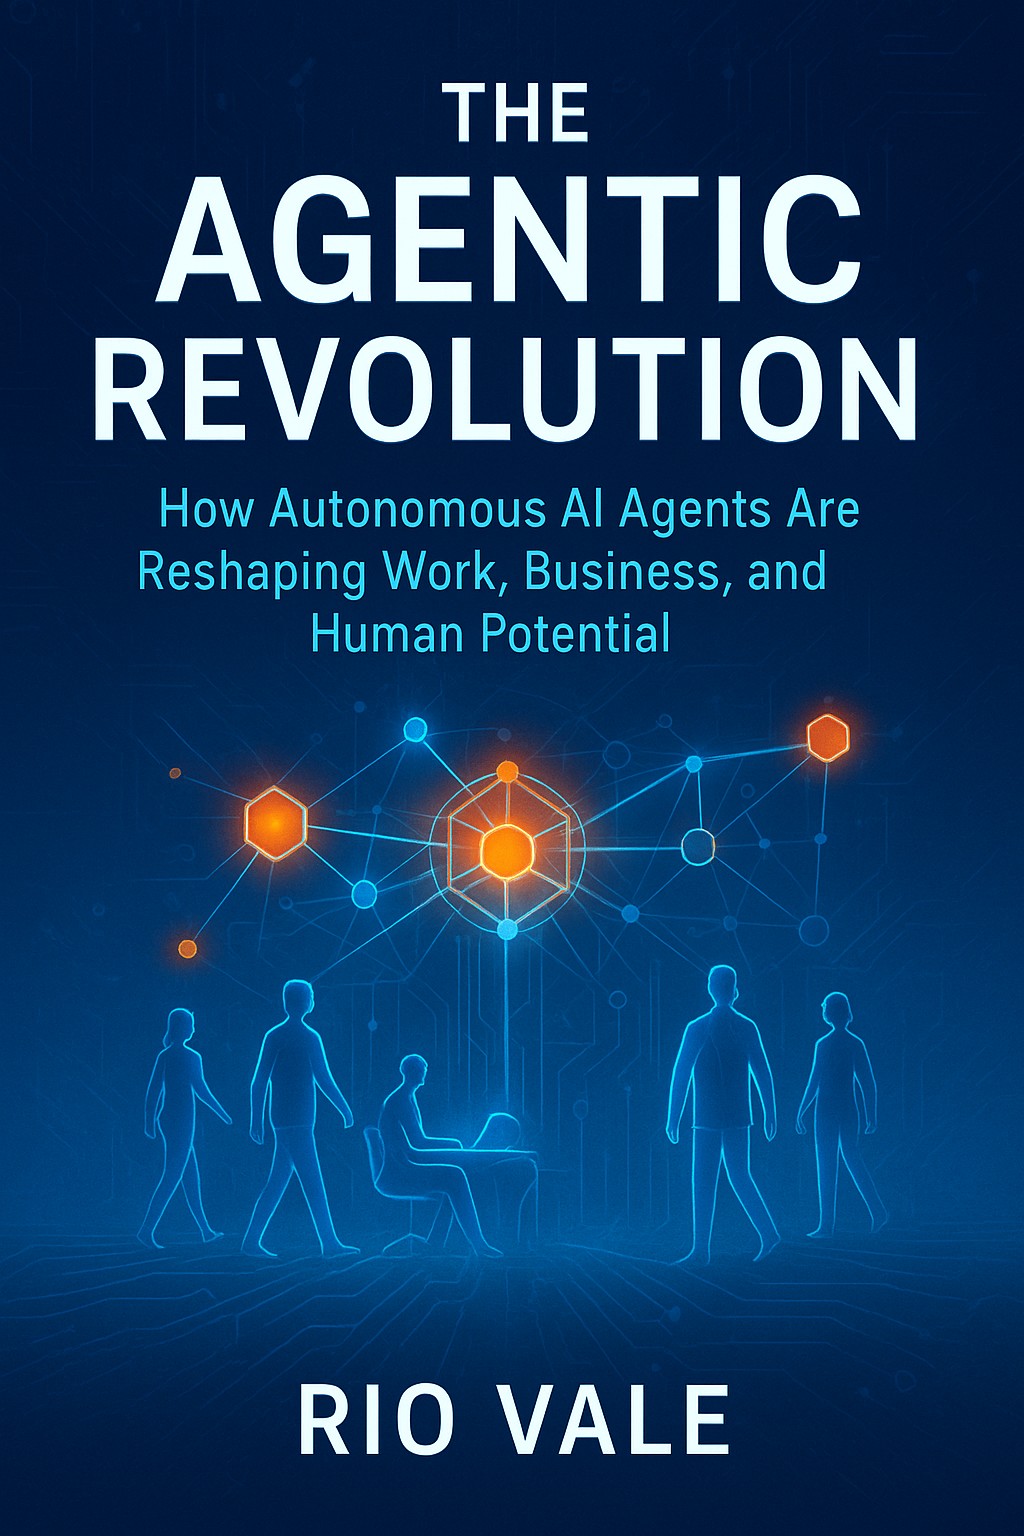 THE
AGENTIC
REVOLUTION
How Autonomous AI Agents Are
Reshaping Work, Business, and
Human Potential
RIO VALE